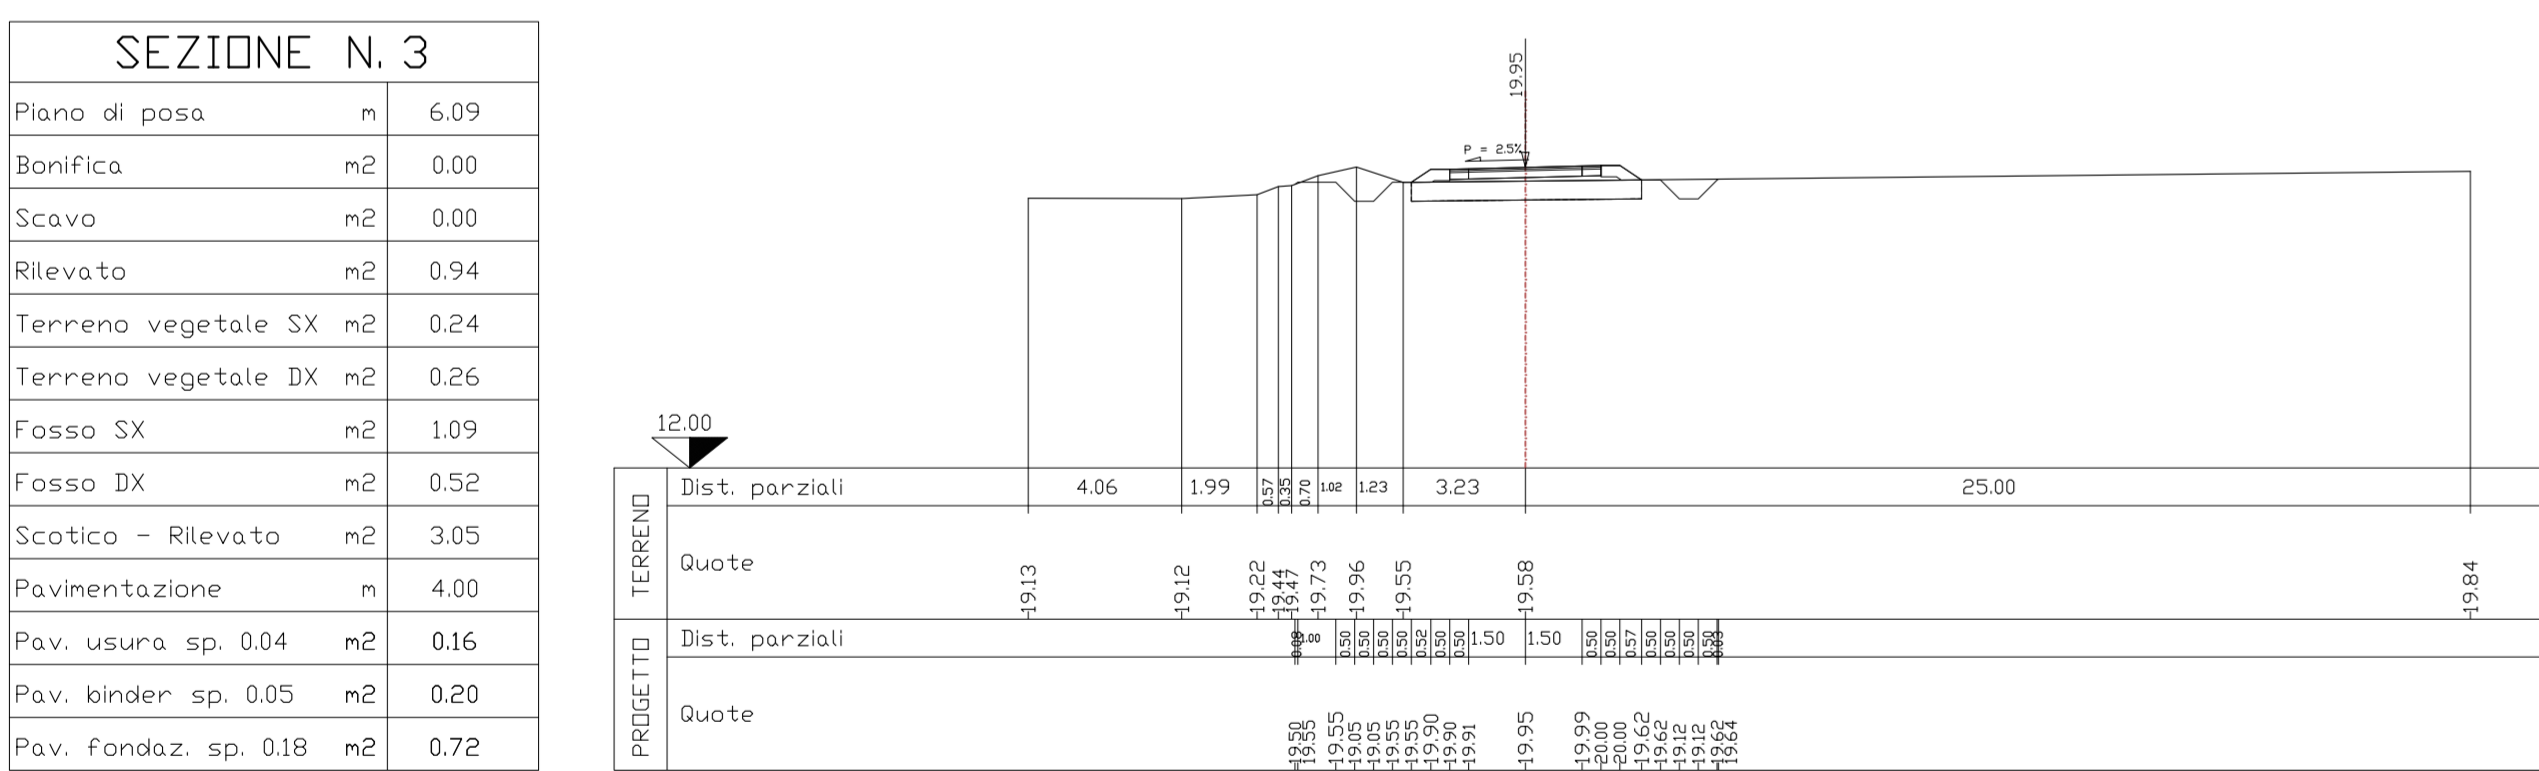 SEZIONE N. 3
Piano di posa m 6.09
Bonifica m2 0.00
Scavo m2 0.00
Rilevato m2 0.94
Terreno vegetale SX m2 0.24
Terreno vegetale DX m2 0.26
Fosso SX m2 1.09
Fosso DX m2 0.52
Scotico - Rilevato m2 3.05
Pavimentazione m 4.00
Pav. usura sp. 0.04 m2 0.16
Pav. binder sp. 0.05 m2 0.20
Pav. fondaz. sp. 0.18 m2 0.72
19.95
P = 2.5%
12.00
TERRENO
Dist. parziali 4.06 1.99 0.57 0.35 0.70 1.02 1.23 3.23 25.00
Quote 19.13 19.12 19.22 19.44 19.47 19.73 19.96 19.55 19.58 19.84
PROGETTO
Dist. parziali 0.08 1.00 0.50 0.50 0.50 0.50 0.52 0.50 0.50 1.50 1.50 0.50 0.50 0.57 0.50 0.50 0.50 0.50 0.03
Quote 19.50 19.55 19.55 19.05 19.05 19.55 19.55 19.90 19.90 19.91 19.95 19.99 20.00 20.00 19.62 19.62 19.12 19.12 19.62 19.64